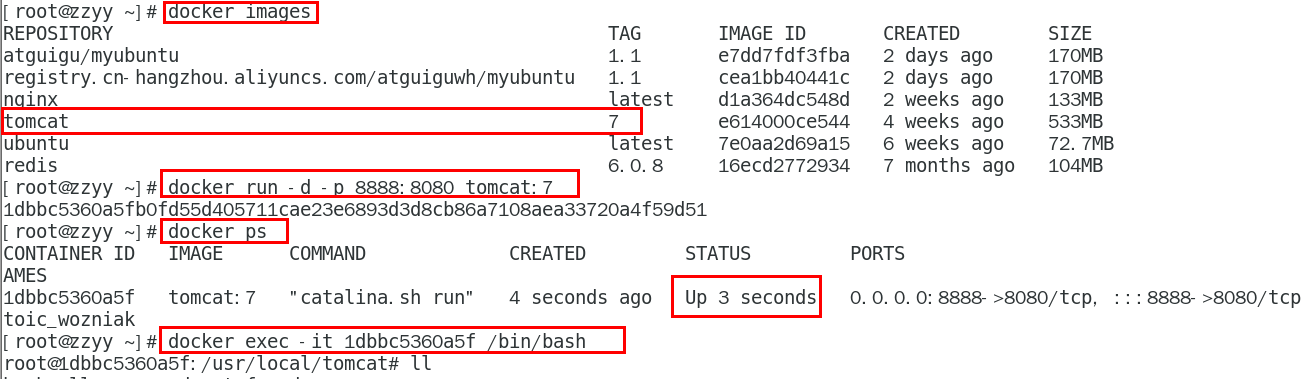 [root@zzyy ~]# docker images
REPOSITORY TAG IMAGE ID CREATED SIZE
atguigu/myubuntu 1.1 e7dd7fdf3fba 2 days ago 170MB
registry.cn-hangzhou.aliyuncs.com/atguiguwh/myubuntu 1.1 cea1bb40441c 2 days ago 170MB
nginx latest d1a364dc548d 2 weeks ago 133MB
tomcat 7 e614000ce544 4 weeks ago 533MB
ubuntu latest 7e0aa2d69a15 6 weeks ago 72.7MB
redis 6.0.8 16ecd2772934 7 months ago 104MB
[root@zzyy ~]# docker run -d -p 8888:8080 tomcat:7
1dbbc5360a5fb0fd55d405711cae23e6893d3d8cb86a7108aea33720a4f59d51
[root@zzyy ~]# docker ps
CONTAINER ID IMAGE COMMAND CREATED STATUS PORTS
AMES
1dbbc5360a5f tomcat:7 "catalina.sh run" 4 seconds ago Up 3 seconds 0.0.0.0:8888->8080/tcp, :::8888->8080/tcp
toic_wozniak
[root@zzyy ~]# docker exec -it 1dbbc5360a5f /bin/bash
root@1dbbc5360a5f:/usr/local/tomcat# ll